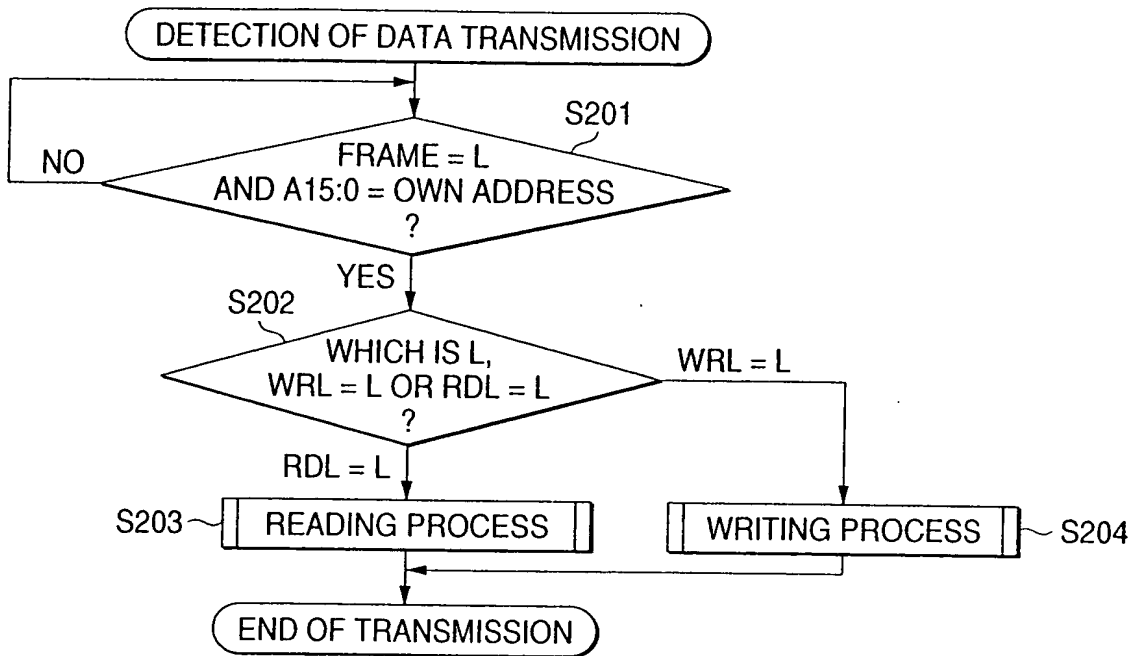 DETECTION OF DATA TRANSMISSION
S201
FRAME = L
AND A15:0 = OWN ADDRESS
?
NO
YES
S202
WHICH IS L,
WRL = L OR RDL = L
?
WRL = L
RDL = L
S203
READING PROCESS
WRITING PROCESS
S204
END OF TRANSMISSION